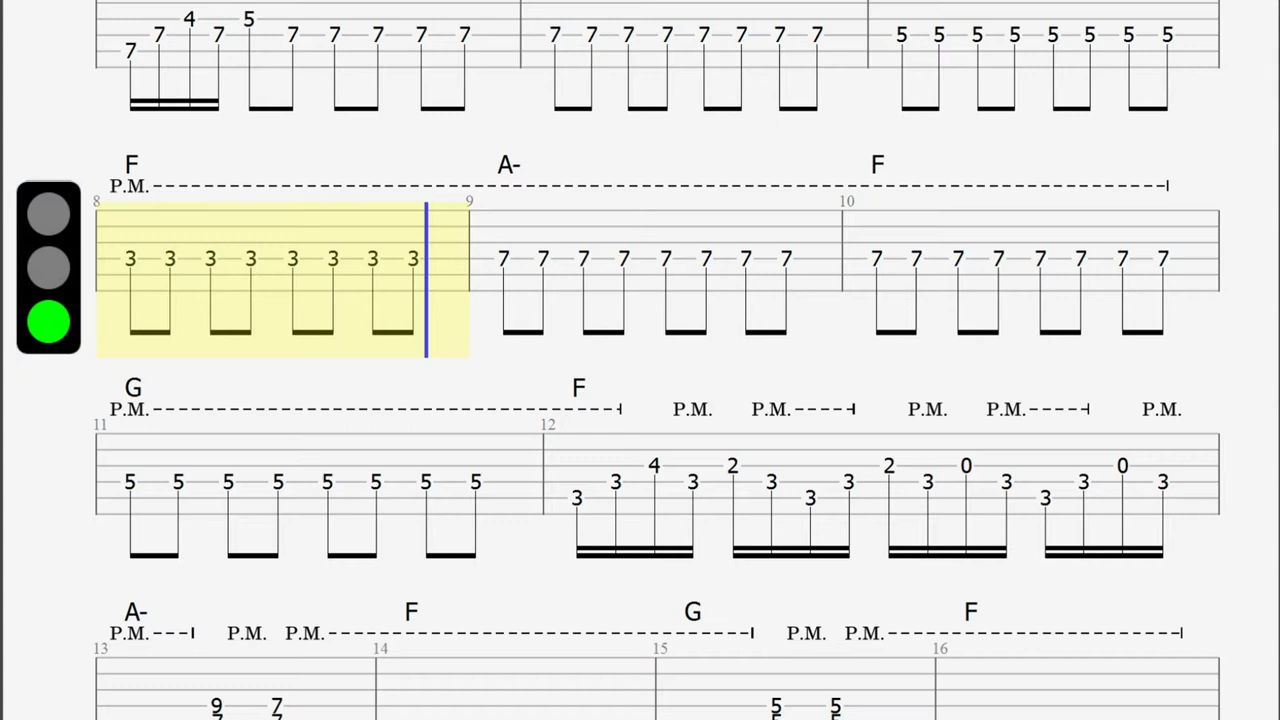 4 5
7 7 7 7 7 7 7 7 7 7 7 7 7 7 7 5 5 5 5 5 5 5 5
7
F A- F
P.M.
8 9 10
3 3 3 3 3 3 3 3 7 7 7 7 7 7 7 7 7 7 7 7 7 7 7 7
G F
P.M. P.M. P.M. P.M. P.M. P.M.
11 12
4 2 2 0 0
5 5 5 5 5 5 5 5 3 3 3 3 3 3 3 3
3 3 3
A- F G F
P.M. P.M. P.M. P.M. P.M.
13 14 15 16
9 7 5 5